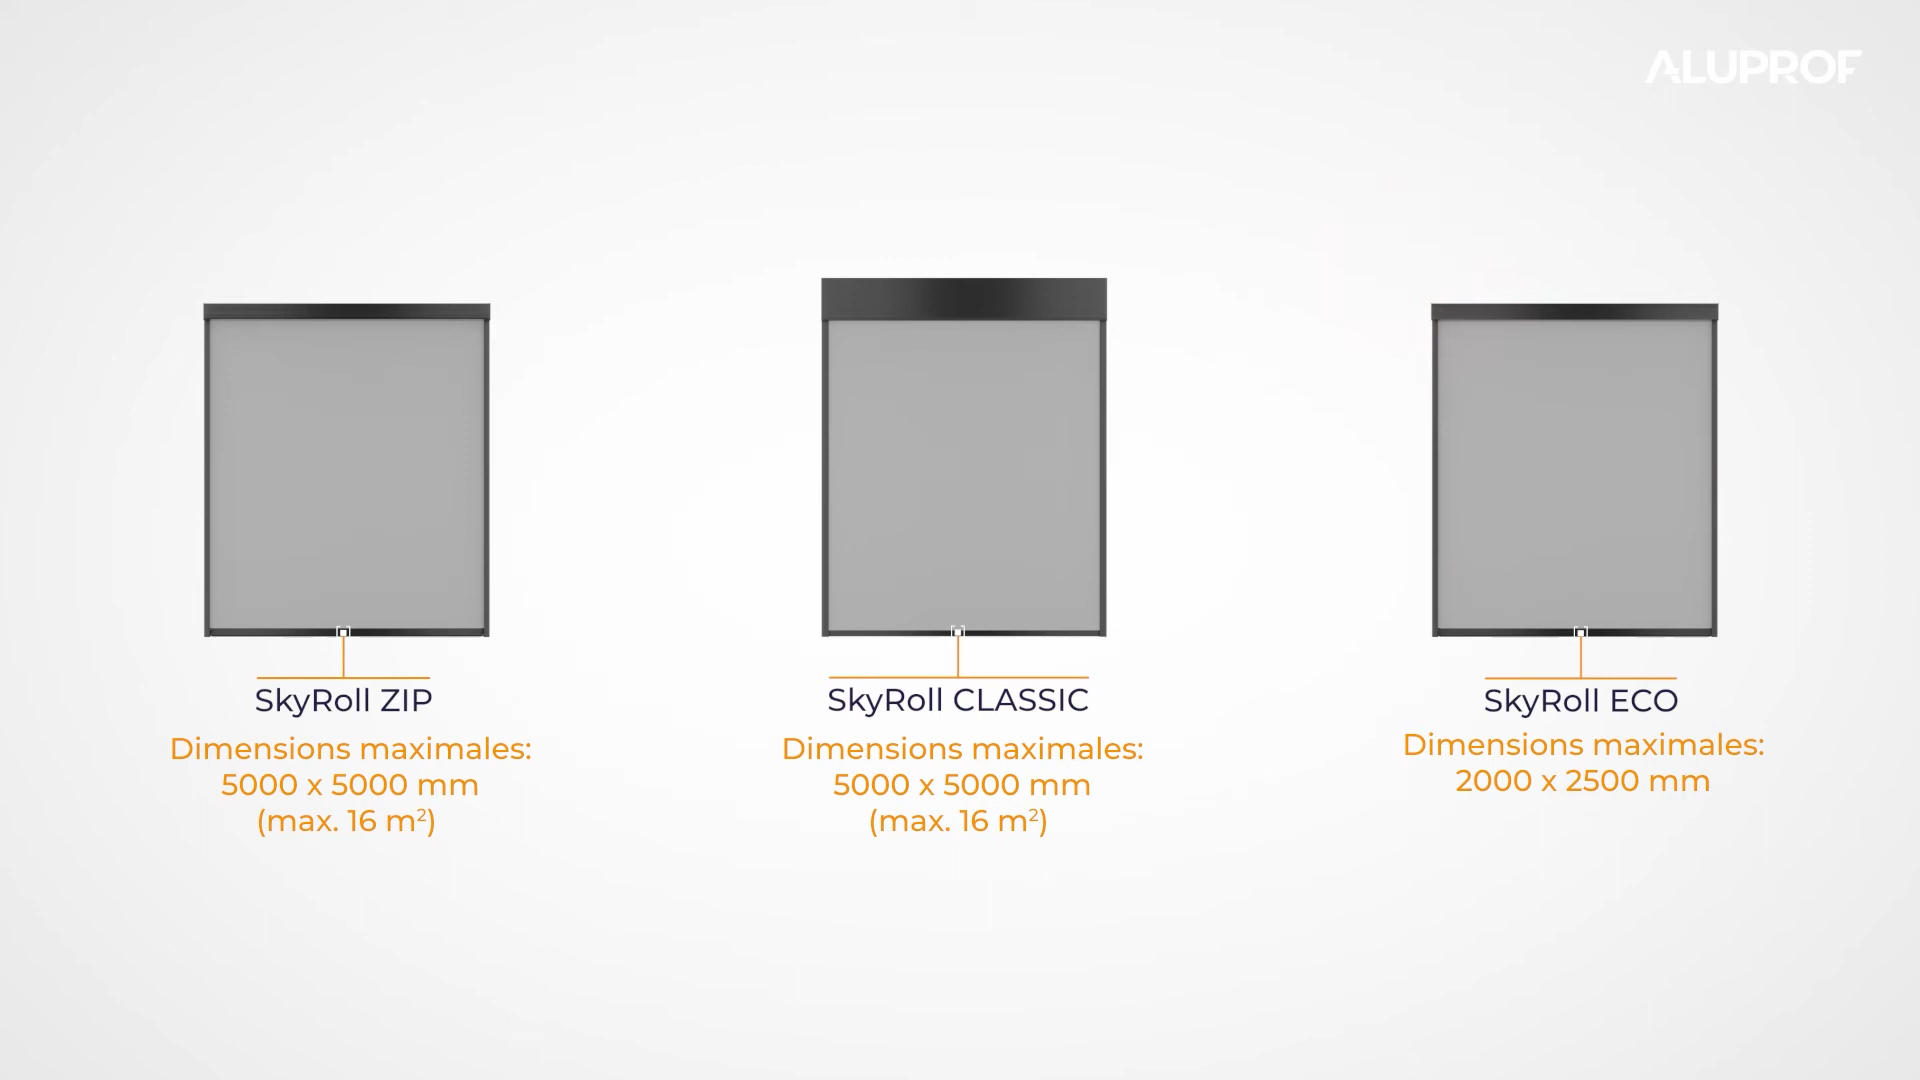 ALUPROF
SkyRoll ZIP
Dimensions maximales:
5000 x 5000 mm
(max. 16 m²)
SkyRoll CLASSIC
Dimensions maximales:
5000 x 5000 mm
(max. 16 m²)
SkyRoll ECO
Dimensions maximales:
2000 x 2500 mm